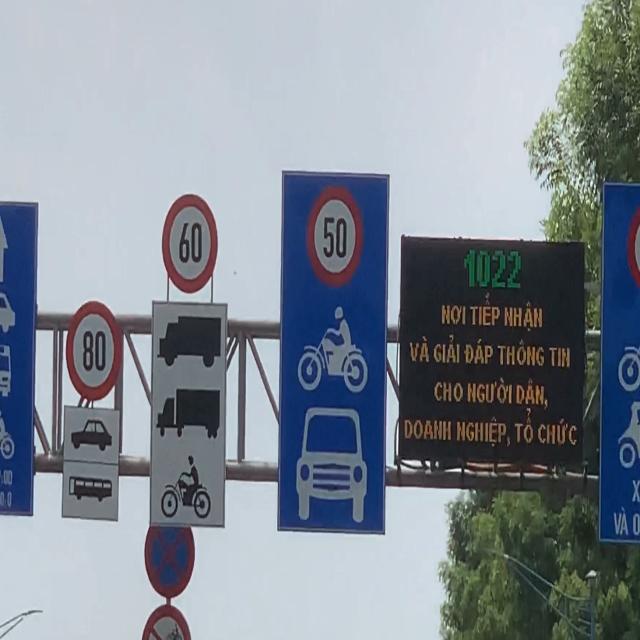 80
60
50
1022
NƠI TIẾP NHẬN
VÀ GIẢI ĐÁP THÔNG TIN
CHO NGƯỜI DÂN,
DOANH NGHIỆP, TỔ CHỨC
X
VÀ